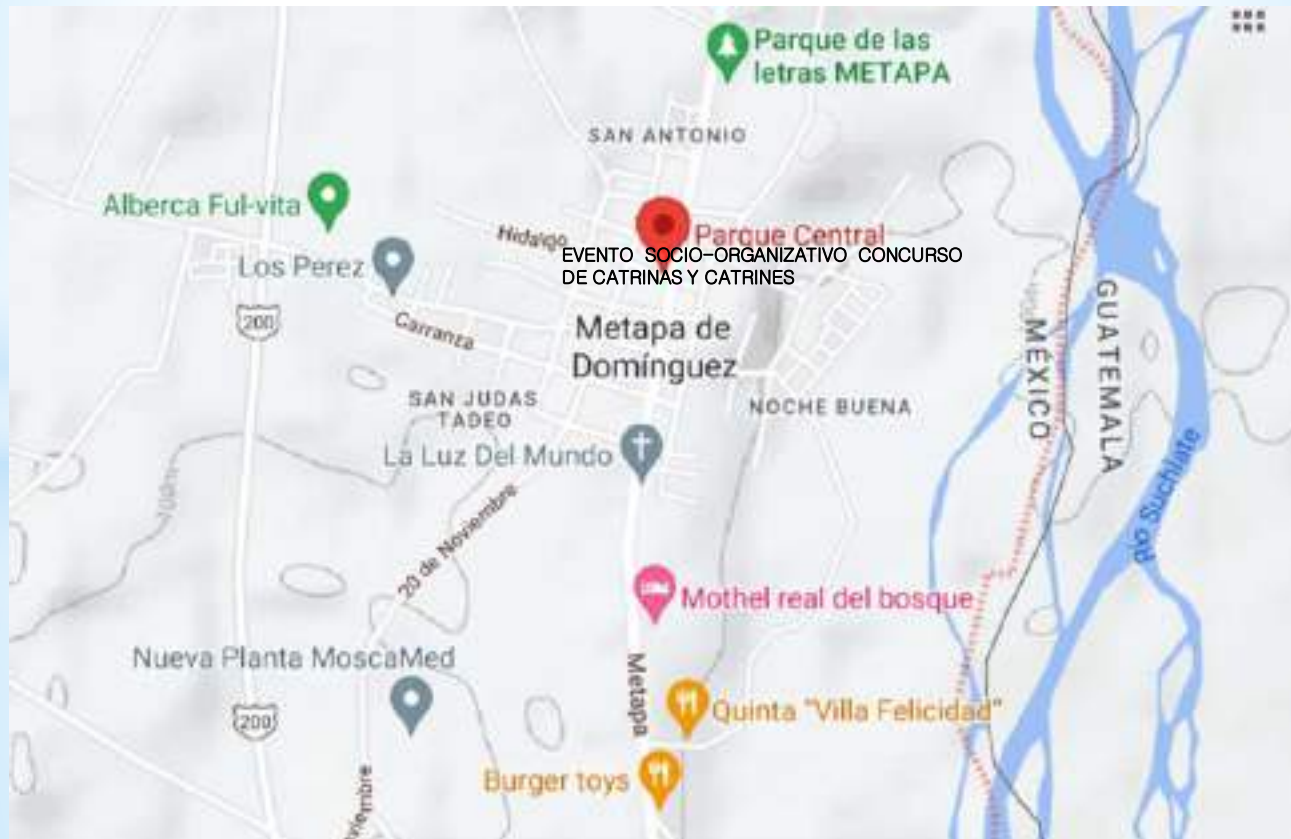 Parque de las
letras METAPA
SAN ANTONIO
Alberca Ful-vita
Hidalgo
Parque Central
EVENTO SOCIO-ORGANIZATIVO CONCURSO
DE CATRINAS Y CATRINES
Los Perez
200
Carranza
Metapa de
Domínguez
GUATEMALA
MÉXICO
SAN JUDAS
TADEO
NOCHE BUENA
La Luz Del Mundo
Río Suchiate
20 de Noviembre
Mothel real del bosque
Nueva Planta MoscaMed
Metapa
200
Quinta "Villa Felicidad"
Burger toys